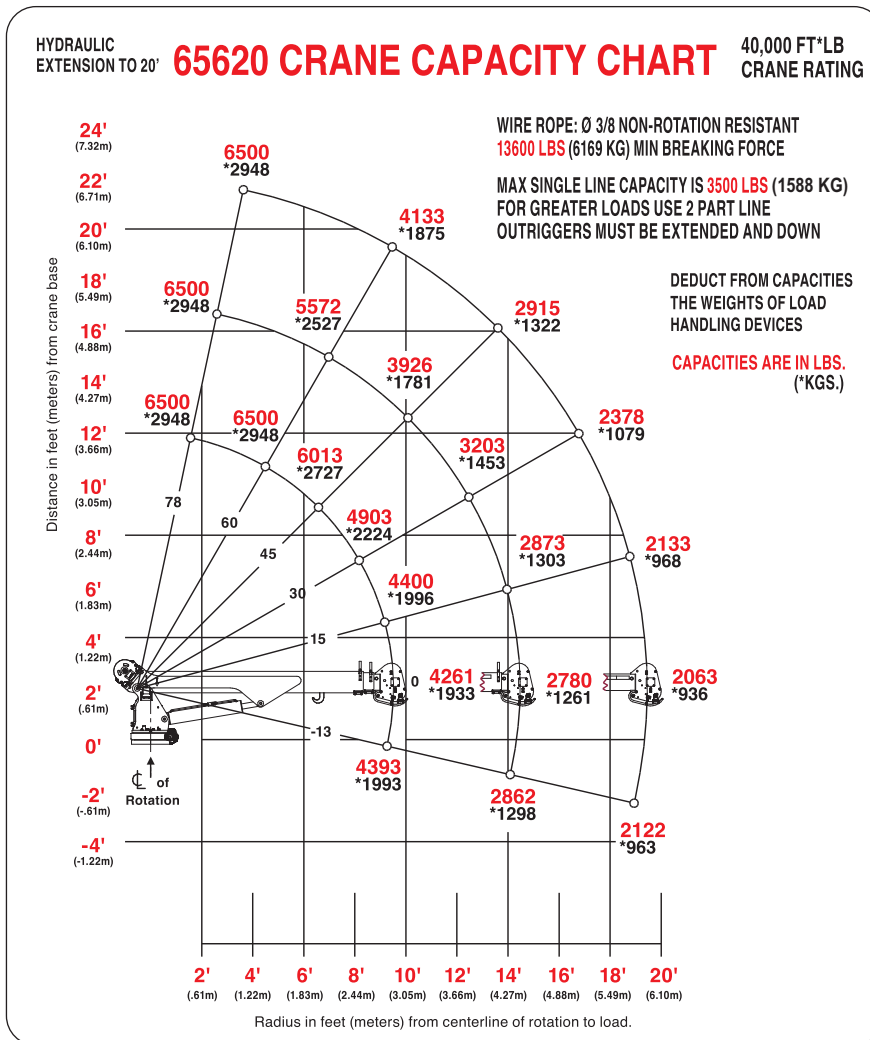 HYDRAULIC
EXTENSION TO 20'
65620 CRANE CAPACITY CHART
40,000 FT*LB
CRANE RATING
WIRE ROPE: Ø 3/8 NON-ROTATION RESISTANT
13600 LBS (6169 KG) MIN BREAKING FORCE
MAX SINGLE LINE CAPACITY IS 3500 LBS (1588 KG)
FOR GREATER LOADS USE 2 PART LINE
OUTRIGGERS MUST BE EXTENDED AND DOWN
DEDUCT FROM CAPACITIES
THE WEIGHTS OF LOAD
HANDLING DEVICES
CAPACITIES ARE IN LBS.
(*KGS.)
Distance in feet (meters) from crane base
24'
(7.32m)
22'
(6.71m)
20'
(6.10m)
18'
(5.49m)
16'
(4.88m)
14'
(4.27m)
12'
(3.66m)
10'
(3.05m)
8'
(2.44m)
6'
(1.83m)
4'
(1.22m)
2'
(.61m)
0'
-2'
(-.61m)
-4'
(-1.22m)
6500
*2948
4133
*1875
6500
*2948
5572
*2527
2915
*1322
3926
*1781
6500
*2948
6500
*2948
2378
*1079
6013
*2727
3203
*1453
4903
*2224
2873
*1303
2133
*968
4400
*1996
4261
*1933
2780
*1261
2063
*936
4393
*1993
2862
*1298
2122
*963
78
60
45
30
15
0
-13
℄ of
Rotation
2'
(.61m)
4'
(1.22m)
6'
(1.83m)
8'
(2.44m)
10'
(3.05m)
12'
(3.66m)
14'
(4.27m)
16'
(4.88m)
18'
(5.49m)
20'
(6.10m)
Radius in feet (meters) from centerline of rotation to load.